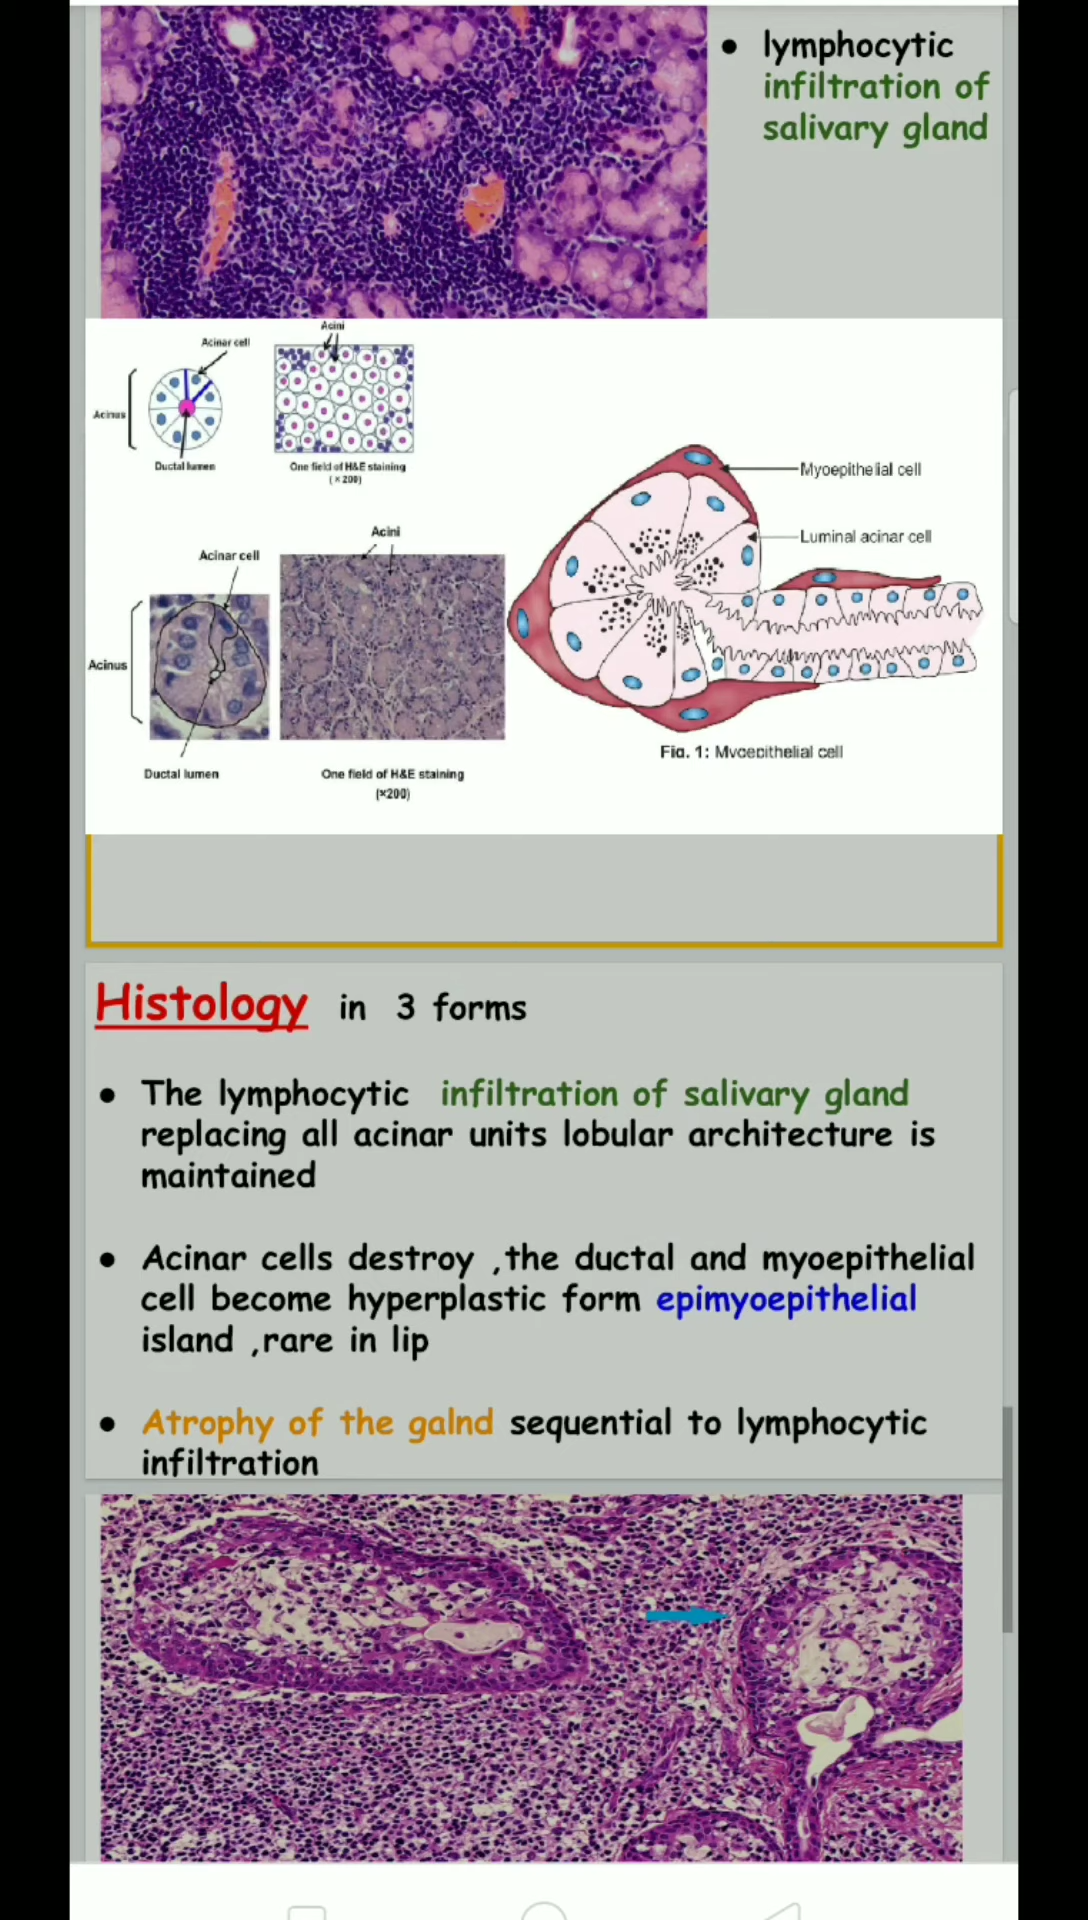 ● lymphocytic
infiltration of
salivary gland
Acini
Acinar cell
Acinus
Ductal lumen
One field of H&E staining
(×200)
Acini
Acinar cell
Acinus
Ductal lumen
One field of H&E staining
(×200)
Myoepithelial cell
Luminal acinar cell
Fig. 1: Myoepithelial cell
Histology in 3 forms
● The lymphocytic infiltration of salivary gland
replacing all acinar units lobular architecture is
maintained
● Acinar cells destroy ,the ductal and myoepithelial
cell become hyperplastic form epimyoepithelial
island ,rare in lip
● Atrophy of the galnd sequential to lymphocytic
infiltration